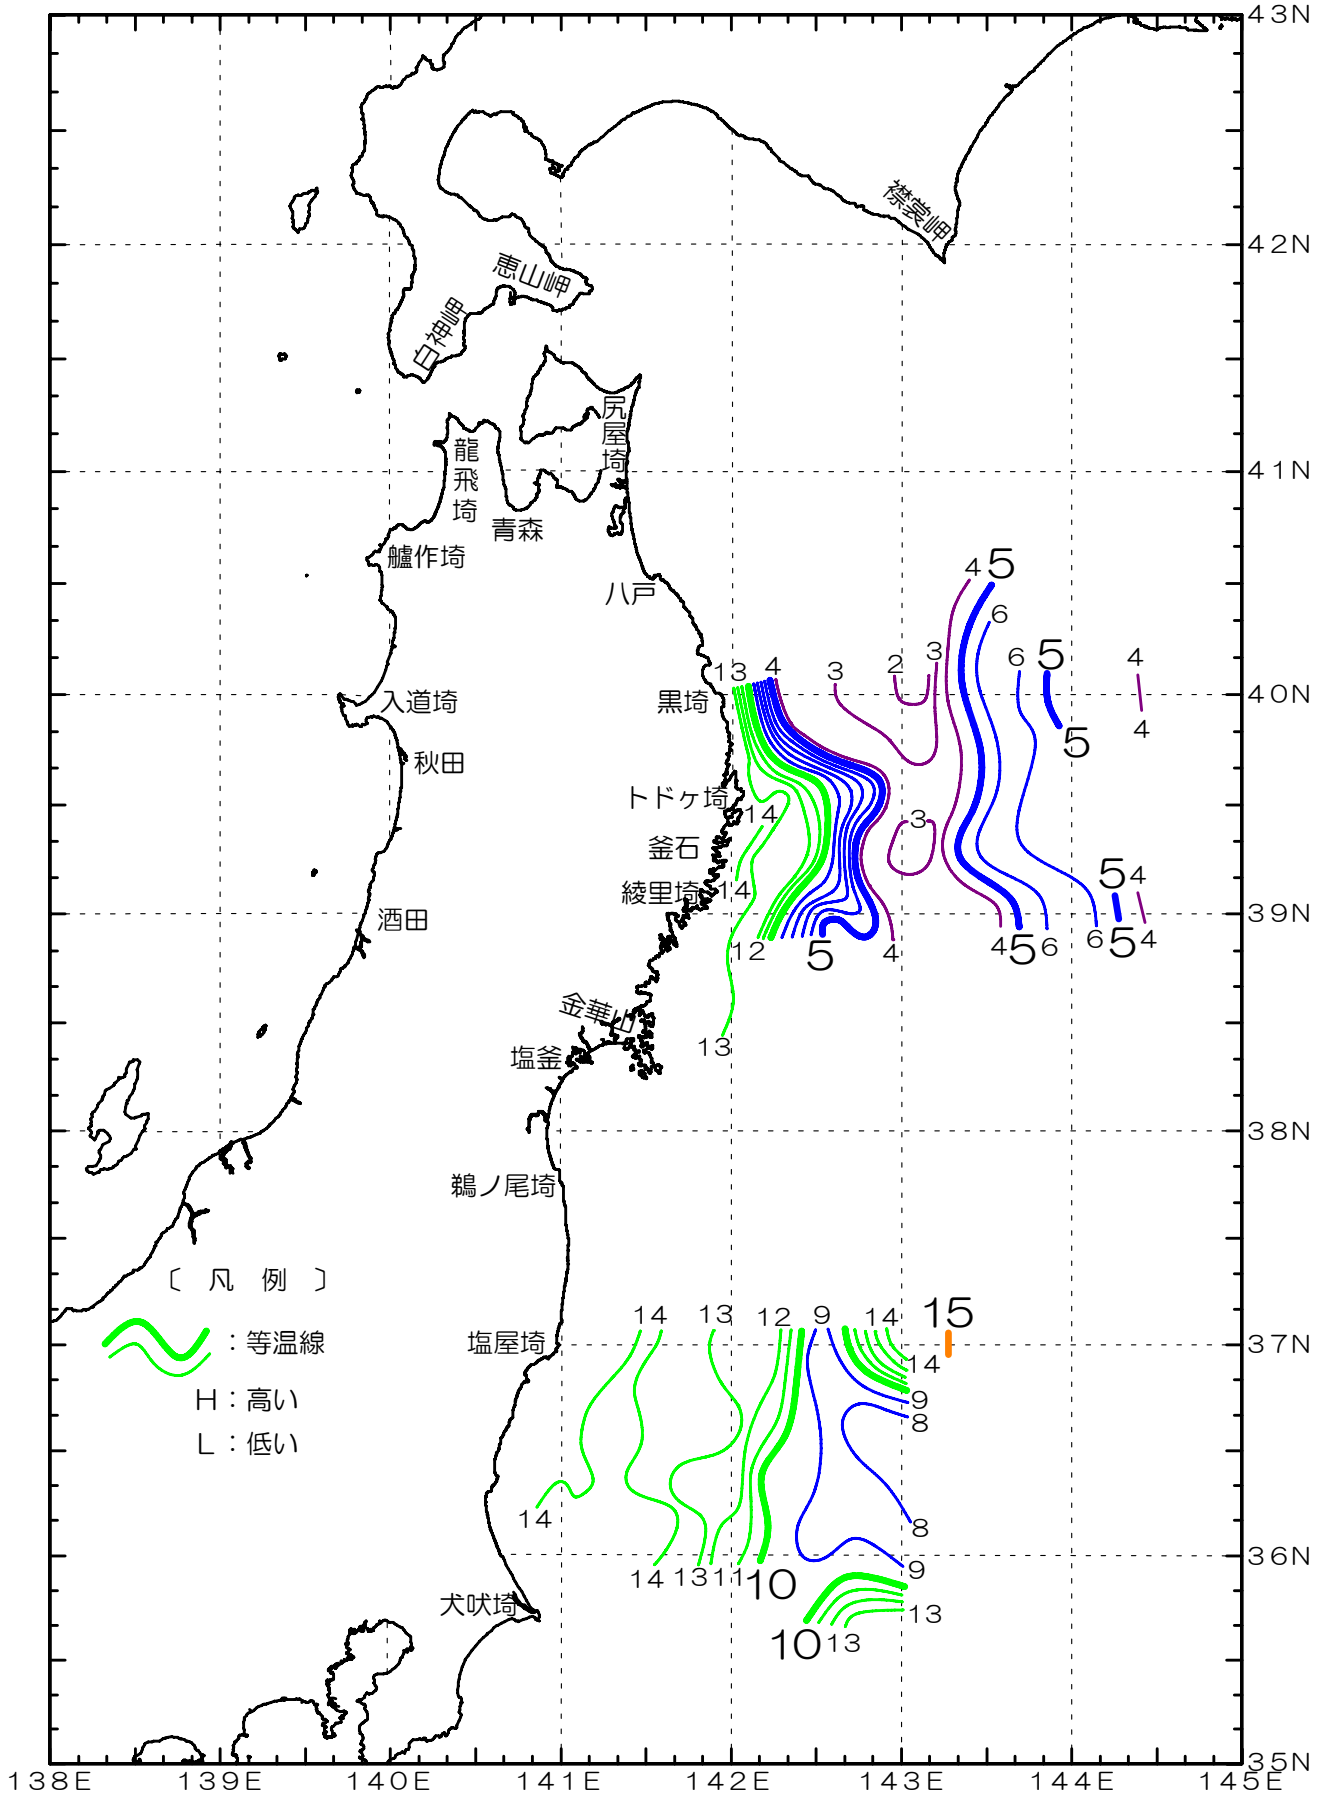 43N
襟裳岬
42N
恵山岬
白神岬
尻屋埼
龍飛埼
41N
青森
艫作埼
4 5
八戸
6
3
6 5 4
13 4 3 2
黒埼
40N
入道埼
4
5
秋田
トドヶ埼
14
3
釜石
5 4
綾里埼
14
酒田
39N
12 5 4 4 5 6 6 5 4
金華山
13
塩釜
38N
鵜ノ尾埼
〔 凡 例 〕
14 13 12 9 14 15
:等温線
塩屋埼
37N
14
H:高い
9
8
L:低い
14
8
36N
9
14 13 11 10
犬吠埼
13
10 13
35N
138E 139E 140E 141E 142E 143E 144E 145E